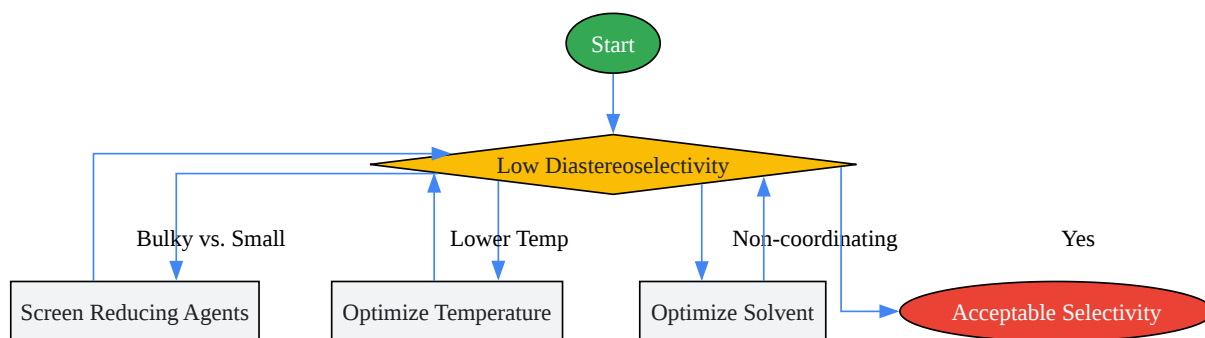 Start
Low Diastereoselectivity
Bulky vs. Small
Lower Temp
Non-coordinating
Yes
Screen Reducing Agents
Optimize Temperature
Optimize Solvent
Acceptable Selectivity